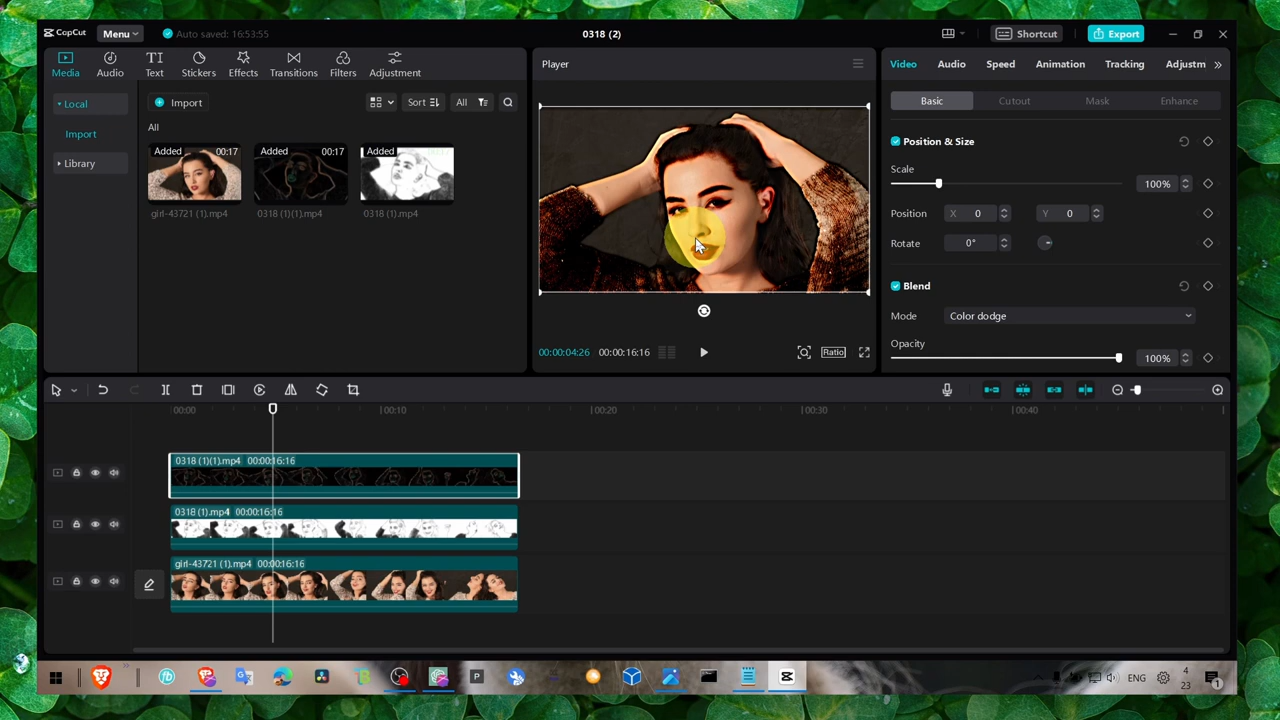 CapCut
Menu
Auto saved: 16:53:55
0318 (2)
Shortcut
Export
Media
Audio
Text
Stickers
Effects
Transitions
Filters
Adjustment
Local
Import
Library
Import
Sort
All
All
Added 00:17
girl-43721 (1).mp4
Added 00:17
0318 (1)(1).mp4
Added
0318 (1).mp4
Player
00:00:04:26
00:00:16:16
Ratio
Video
Audio
Speed
Animation
Tracking
Adjustm
Basic
Cutout
Mask
Enhance
Position & Size
Scale
100%
Position X 0 Y 0
Rotate 0°
Blend
Mode Color dodge
Opacity
100%
00:00
00:10
00:20
00:30
00:40
0318 (1)(1).mp4 00:00:16:16
0318 (1).mp4 00:00:16:16
girl-43721 (1).mp4 00:00:16:16
ENG
23
1